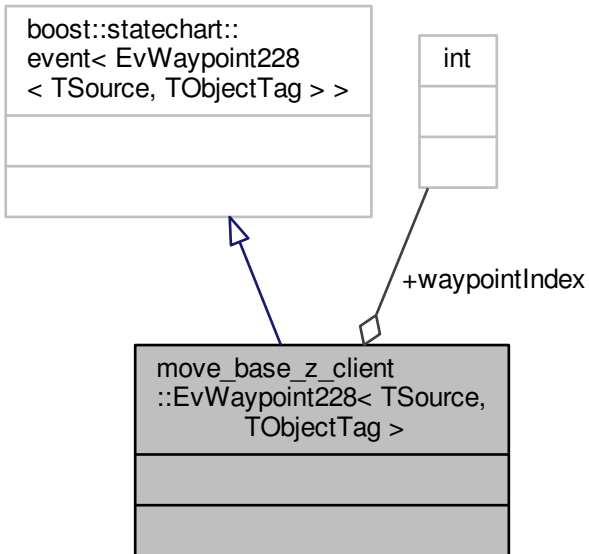 boost::statechart::
event< EvWaypoint228
< TSource, TObjectTag > >
int
+waypointIndex
move_base_z_client
::EvWaypoint228< TSource,
TObjectTag >